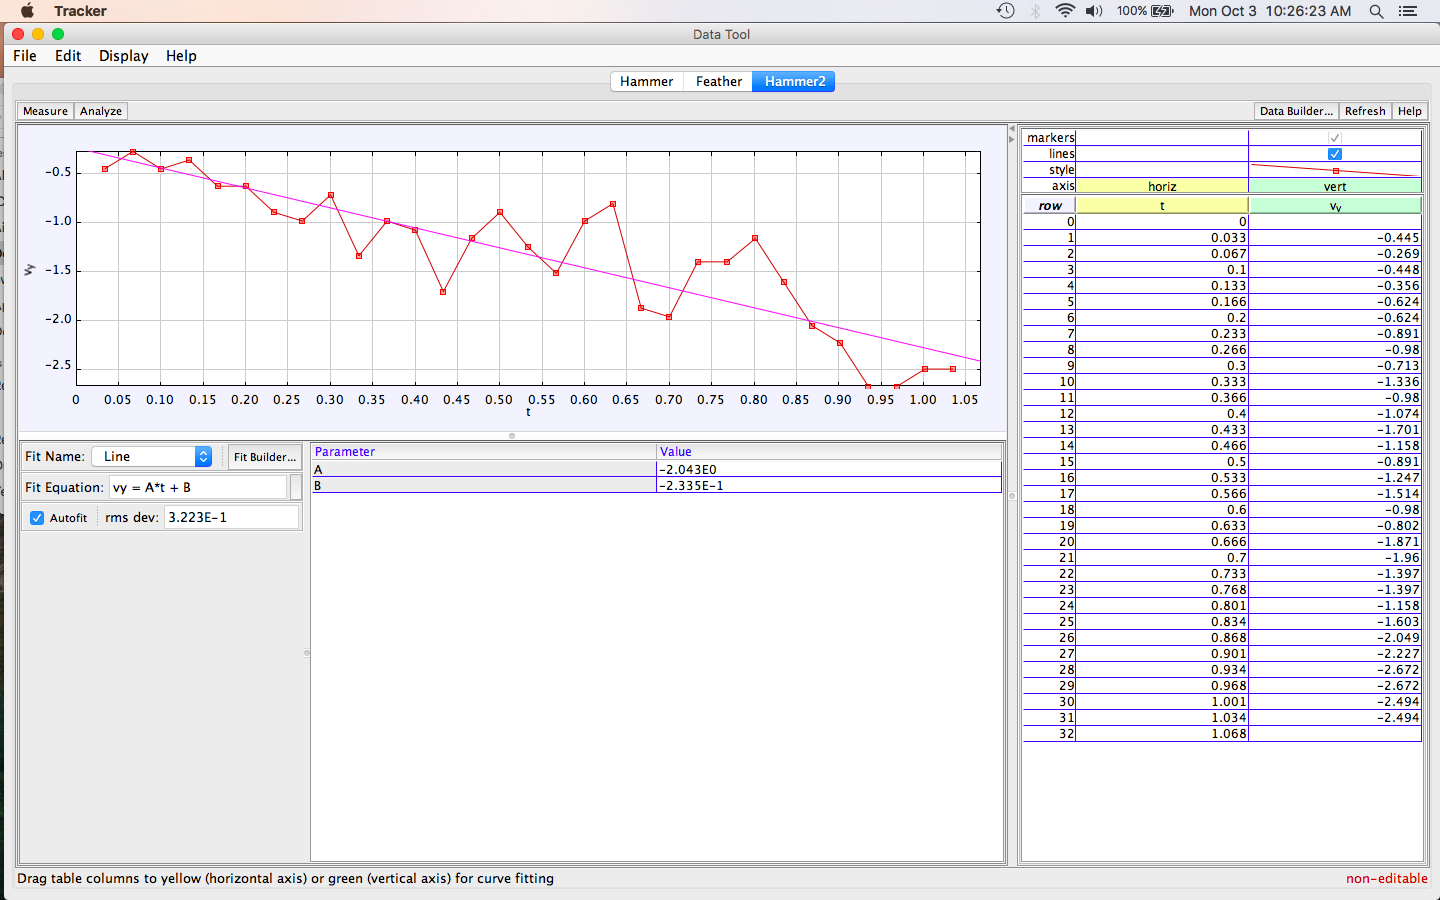 Tracker 100% Mon Oct 3 10:26:23 AM
Data Tool
File Edit Display Help
Hammer Feather Hammer2
Measure Analyze Data Builder... Refresh Help
-0.5
-1.0
-1.5
-2.0
-2.5
vy
0 0.05 0.10 0.15 0.20 0.25 0.30 0.35 0.40 0.45 0.50 0.55 0.60 0.65 0.70 0.75 0.80 0.85 0.90 0.95 1.00 1.05
t
markers
lines
style
axis horiz vert
row t vy
0 0
1 0.033 -0.445
2 0.067 -0.269
3 0.1 -0.448
4 0.133 -0.356
5 0.166 -0.624
6 0.2 -0.624
7 0.233 -0.891
8 0.266 -0.98
9 0.3 -0.713
10 0.333 -1.336
11 0.366 -0.98
12 0.4 -1.074
13 0.433 -1.701
14 0.466 -1.158
15 0.5 -0.891
16 0.533 -1.247
17 0.566 -1.514
18 0.6 -0.98
19 0.633 -0.802
20 0.666 -1.871
21 0.7 -1.96
22 0.733 -1.397
23 0.768 -1.397
24 0.801 -1.158
25 0.834 -1.603
26 0.868 -2.049
27 0.901 -2.227
28 0.934 -2.672
29 0.968 -2.672
30 1.001 -2.494
31 1.034 -2.494
32 1.068
Fit Name: Line Fit Builder...
Fit Equation: vy = A*t + B
Autofit rms dev: 3.223E-1
Parameter Value
A -2.043E0
B -2.335E-1
Drag table columns to yellow (horizontal axis) or green (vertical axis) for curve fitting
non-editable